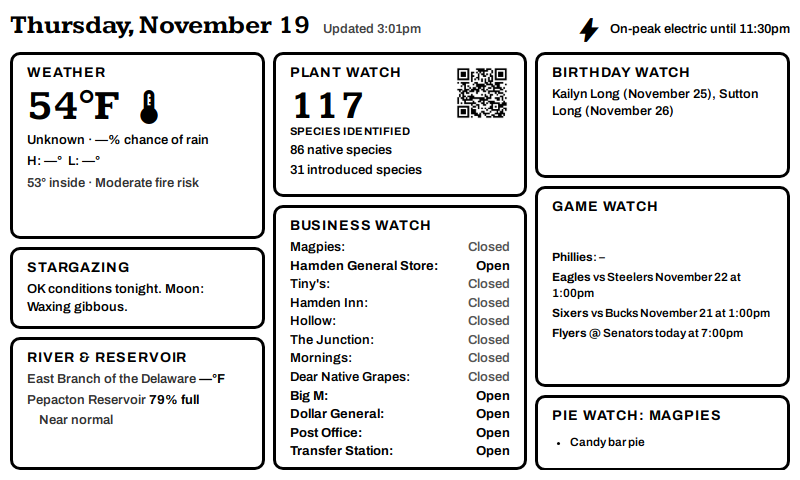 Thursday, November 19 Updated 3:01pm
On-peak electric until 11:30pm
WEATHER
54°F
Unknown · —% chance of rain
H: —° L: —°
53° inside · Moderate fire risk
STARGAZING
OK conditions tonight. Moon:
Waxing gibbous.
RIVER & RESERVOIR
East Branch of the Delaware —°F
Pepacton Reservoir 79% full
Near normal
PLANT WATCH
117
SPECIES IDENTIFIED
86 native species
31 introduced species
BUSINESS WATCH
Magpies: Closed
Hamden General Store: Open
Tiny's: Closed
Hamden Inn: Closed
Hollow: Closed
The Junction: Closed
Mornings: Closed
Dear Native Grapes: Closed
Big M: Open
Dollar General: Open
Post Office: Open
Transfer Station: Open
BIRTHDAY WATCH
Kailyn Long (November 25), Sutton
Long (November 26)
GAME WATCH
Phillies: –
Eagles vs Steelers November 22 at
1:00pm
Sixers vs Bucks November 21 at 1:00pm
Flyers @ Senators today at 7:00pm
PIE WATCH: MAGPIES
• Candy bar pie